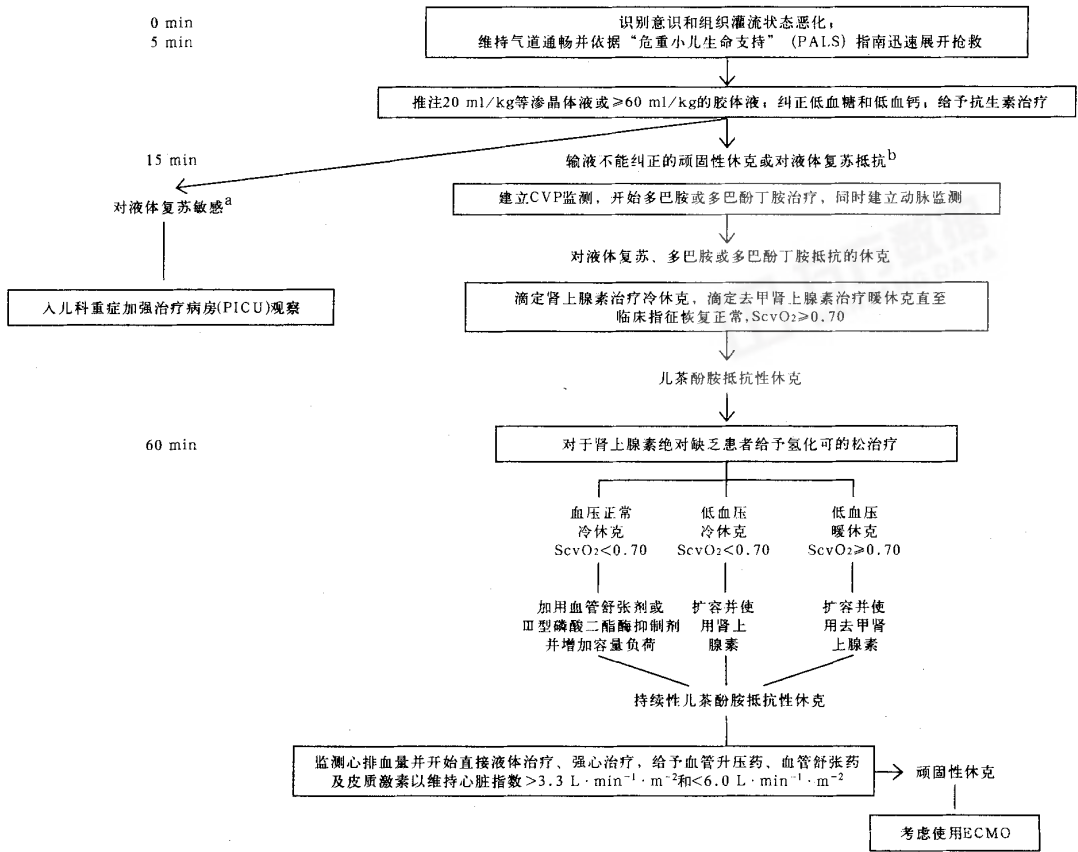 0 min
识别意识和组织灌流状态恶化；
5 min
维持气道通畅并依据“危重小儿生命支持”（PALS）指南迅速展开抢救
推注20 ml/kg等渗晶体液或≥60 ml/kg的胶体液；纠正低血糖和低血钙；给予抗生素治疗
15 min
输液不能纠正的顽固性休克或对液体复苏抵抗b
对液体复苏敏感a
建立CVP监测，开始多巴胺或多巴酚丁胺治疗，同时建立动脉监测
对液体复苏、多巴胺或多巴酚丁胺抵抗的休克
入儿科重症加强治疗病房(PICU)观察
滴定肾上腺素治疗冷休克，滴定去甲肾上腺素治疗暖休克直至
临床指征恢复正常,ScvO₂≥0.70
儿茶酚胺抵抗性休克
60 min
对于肾上腺素绝对缺乏患者给予氢化可的松治疗
血压正常
冷休克
ScvO₂<0.70
低血压
冷休克
ScvO₂<0.70
低血压
暖休克
ScvO₂≥0.70
加用血管舒张剂或
Ⅲ型磷酸二酯酶抑制剂
并增加容量负荷
扩容并使
用肾上
腺素
扩容并使
用去甲肾
上腺素
持续性儿茶酚胺抵抗性休克
监测心排血量并开始直接液体治疗、强心治疗，给予血管升压药、血管舒张药
及皮质激素以维持心脏指数>3.3 L·min⁻¹·m⁻²和<6.0 L·min⁻¹·m⁻²
顽固性休克
考虑使用ECMO